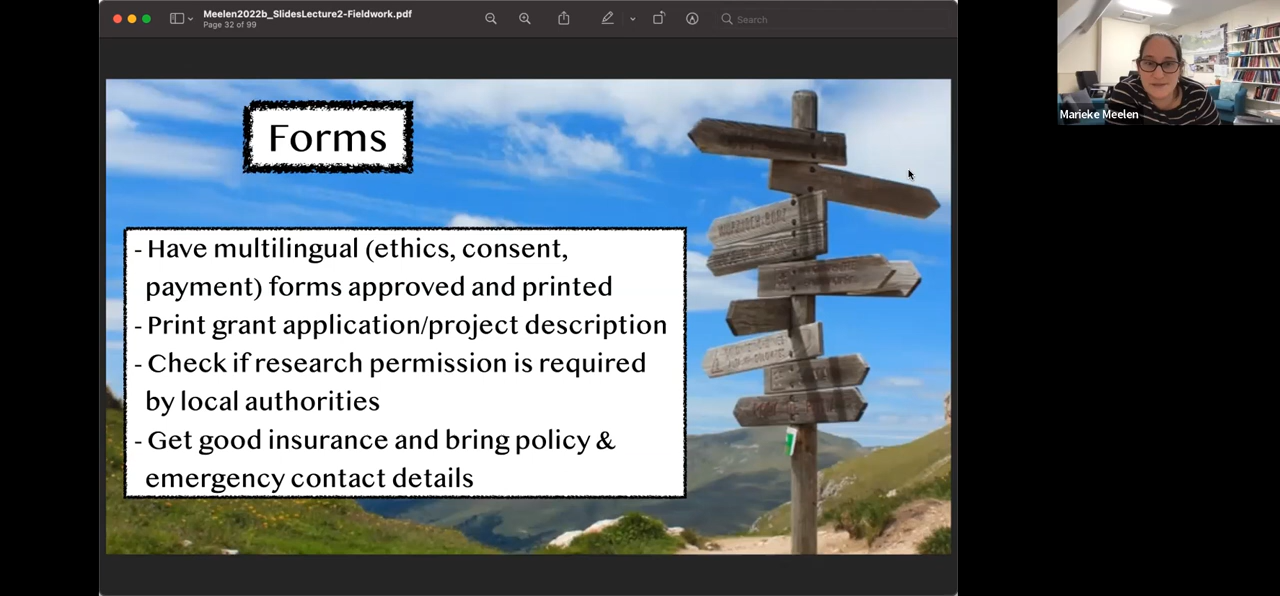 Meelen2022b_SlidesLecture2-Fieldwork.pdf
Page 32 of 99
Search
Marieke Meelen
Forms
- Have multilingual (ethics, consent,
payment) forms approved and printed
- Print grant application/project description
- Check if research permission is required
by local authorities
- Get good insurance and bring policy &
emergency contact details